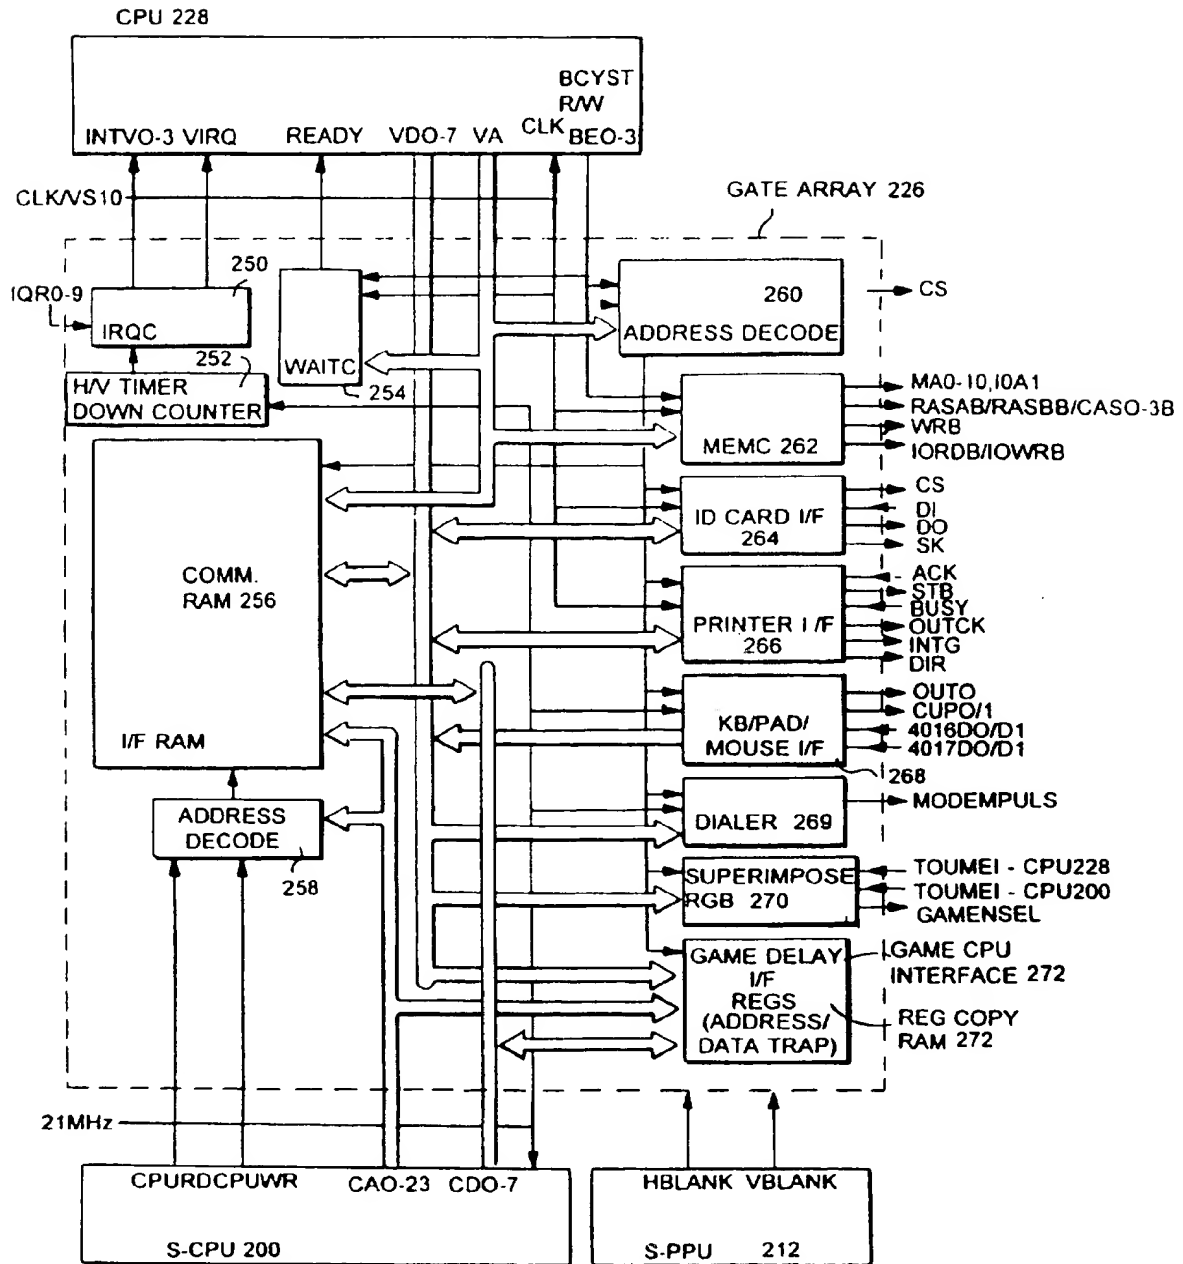 CPU 228
BCYST
R/W
INTVO-3 VIRQ READY VDO-7 VA CLK BEO-3
CLK/VS10
GATE ARRAY 226
250
IQR0-9
IRQC
260
ADDRESS DECODE
CS
252
H/V TIMER
DOWN COUNTER
WAITC
254
MEMC 262
MA0-10,I0A1
RASAB/RASBB/CASO-3B
WRB
IORDB/IOWRB
ID CARD I/F
264
CS
DI
DO
SK
COMM.
RAM 256
I/F RAM
PRINTER I/F
266
ACK
STB
BUSY
OUTCK
INTG
DIR
KB/PAD/
MOUSE I/F
268
OUTO
CUPO/1
4016DO/D1
4017DO/D1
ADDRESS
DECODE
258
DIALER 269
MODEMPULS
SUPERIMPOSE
RGB 270
TOUMEI - CPU228
TOUMEI - CPU200
GAMENSEL
GAME DELAY
I/F
REGS
(ADDRESS/
DATA TRAP)
GAME CPU
INTERFACE 272
REG COPY
RAM 272
21MHz
CPURDCPUWR CAO-23 CDO-7
S-CPU 200
HBLANK VBLANK
S-PPU 212